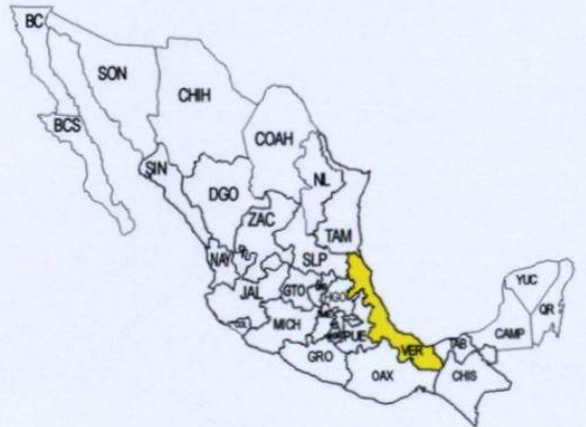 BC
SON
CHIH
BCS
COAH
SIN
NL
DGO
ZAC
TAM
NAY
SLP
JAL
GTO
HGO
MICH
PUE
GRO
OAX
VER
TAB
CHIS
CAMP
YUC
QR